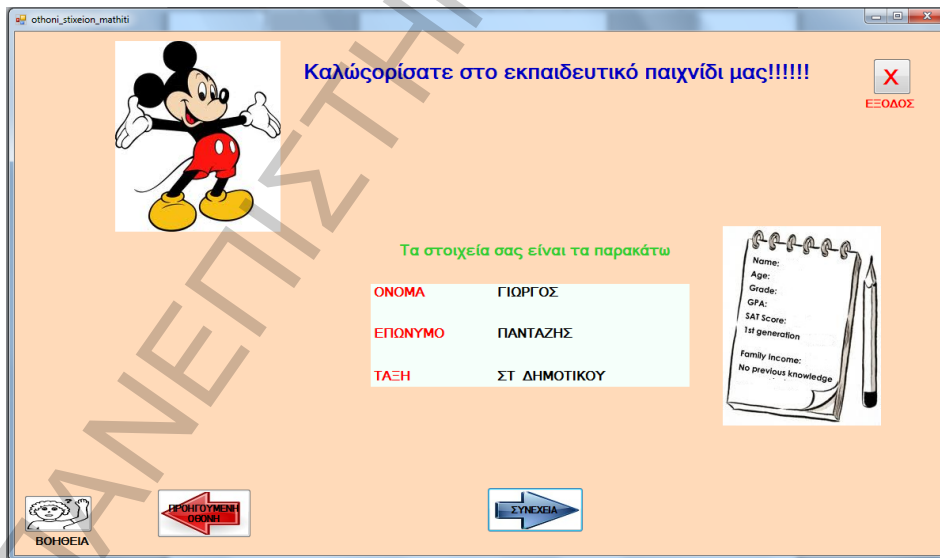 othoni_stixeion_mathiti
Καλώςορίσατε στο εκπαιδευτικό παιχνίδι μας!!!!!!
X
ΕΞΟΔΟΣ
Τα στοιχεία σας είναι τα παρακάτω
ΟΝΟΜΑ ΓΙΩΡΓΟΣ
ΕΠΩΝΥΜΟ ΠΑΝΤΑΖΗΣ
ΤΑΞΗ ΣΤ ΔΗΜΟΤΙΚΟΥ
Name:
Age:
Grade:
GPA:
SAT Score:
1st generation
Family Income:
No previous knowledge
ΒΟΗΘΕΙΑ
ΠΡΟΗΓΟΥΜΕΝΗ
ΟΘΟΝΗ
ΣΥΝΕΧΕΙΑ
ΠΑΝΕΠΙΣΤΗ